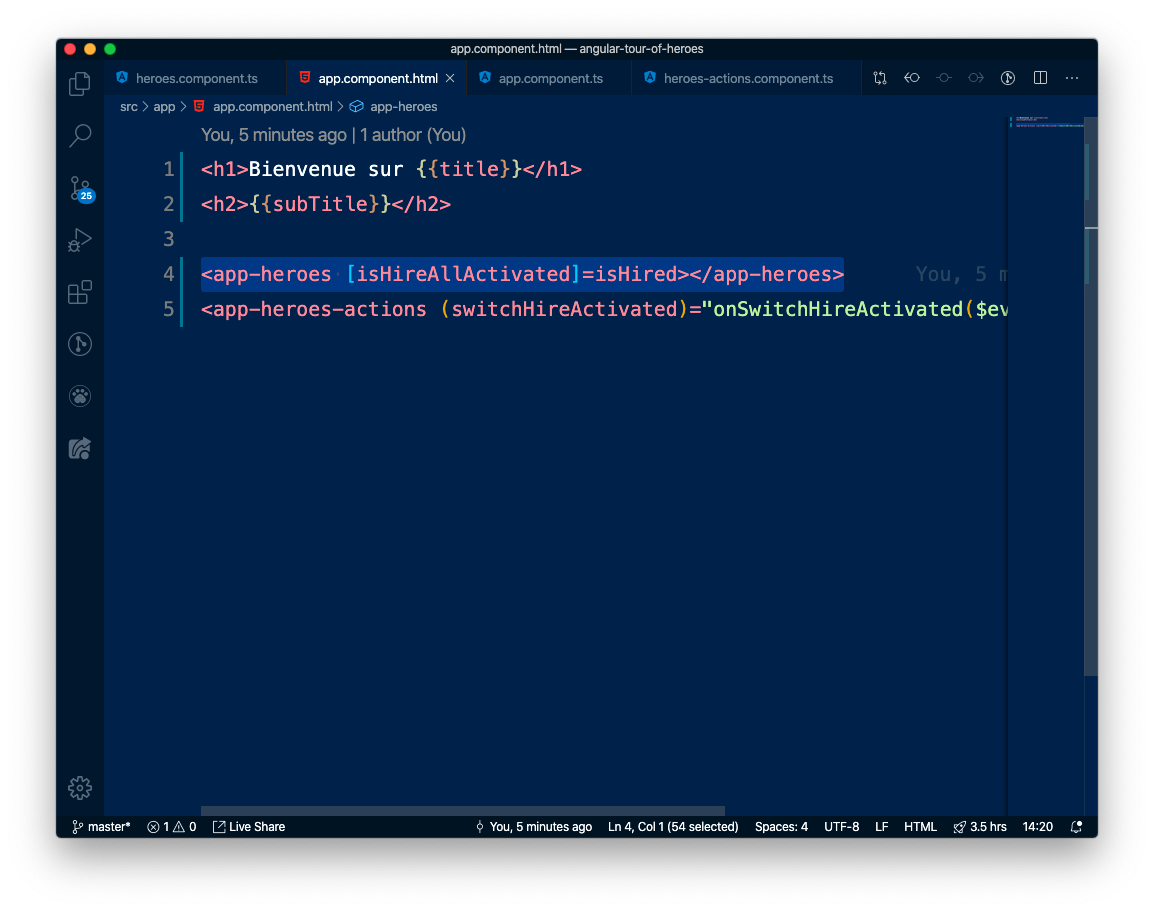 app.component.html — angular-tour-of-heroes
heroes.component.ts
app.component.html
app.component.ts
heroes-actions.component.ts
src > app > app.component.html > app-heroes
You, 5 minutes ago | 1 author (You)
1 <h1>Bienvenue sur {{title}}</h1>
2 <h2>{{subTitle}}</h2>
3
4 <app-heroes [isHireAllActivated]=isHired></app-heroes> You, 5 m
5 <app-heroes-actions (switchHireActivated)="onSwitchHireActivated($ev
25
master* 1 0 Live Share You, 5 minutes ago Ln 4, Col 1 (54 selected) Spaces: 4 UTF-8 LF HTML 3.5 hrs 14:20